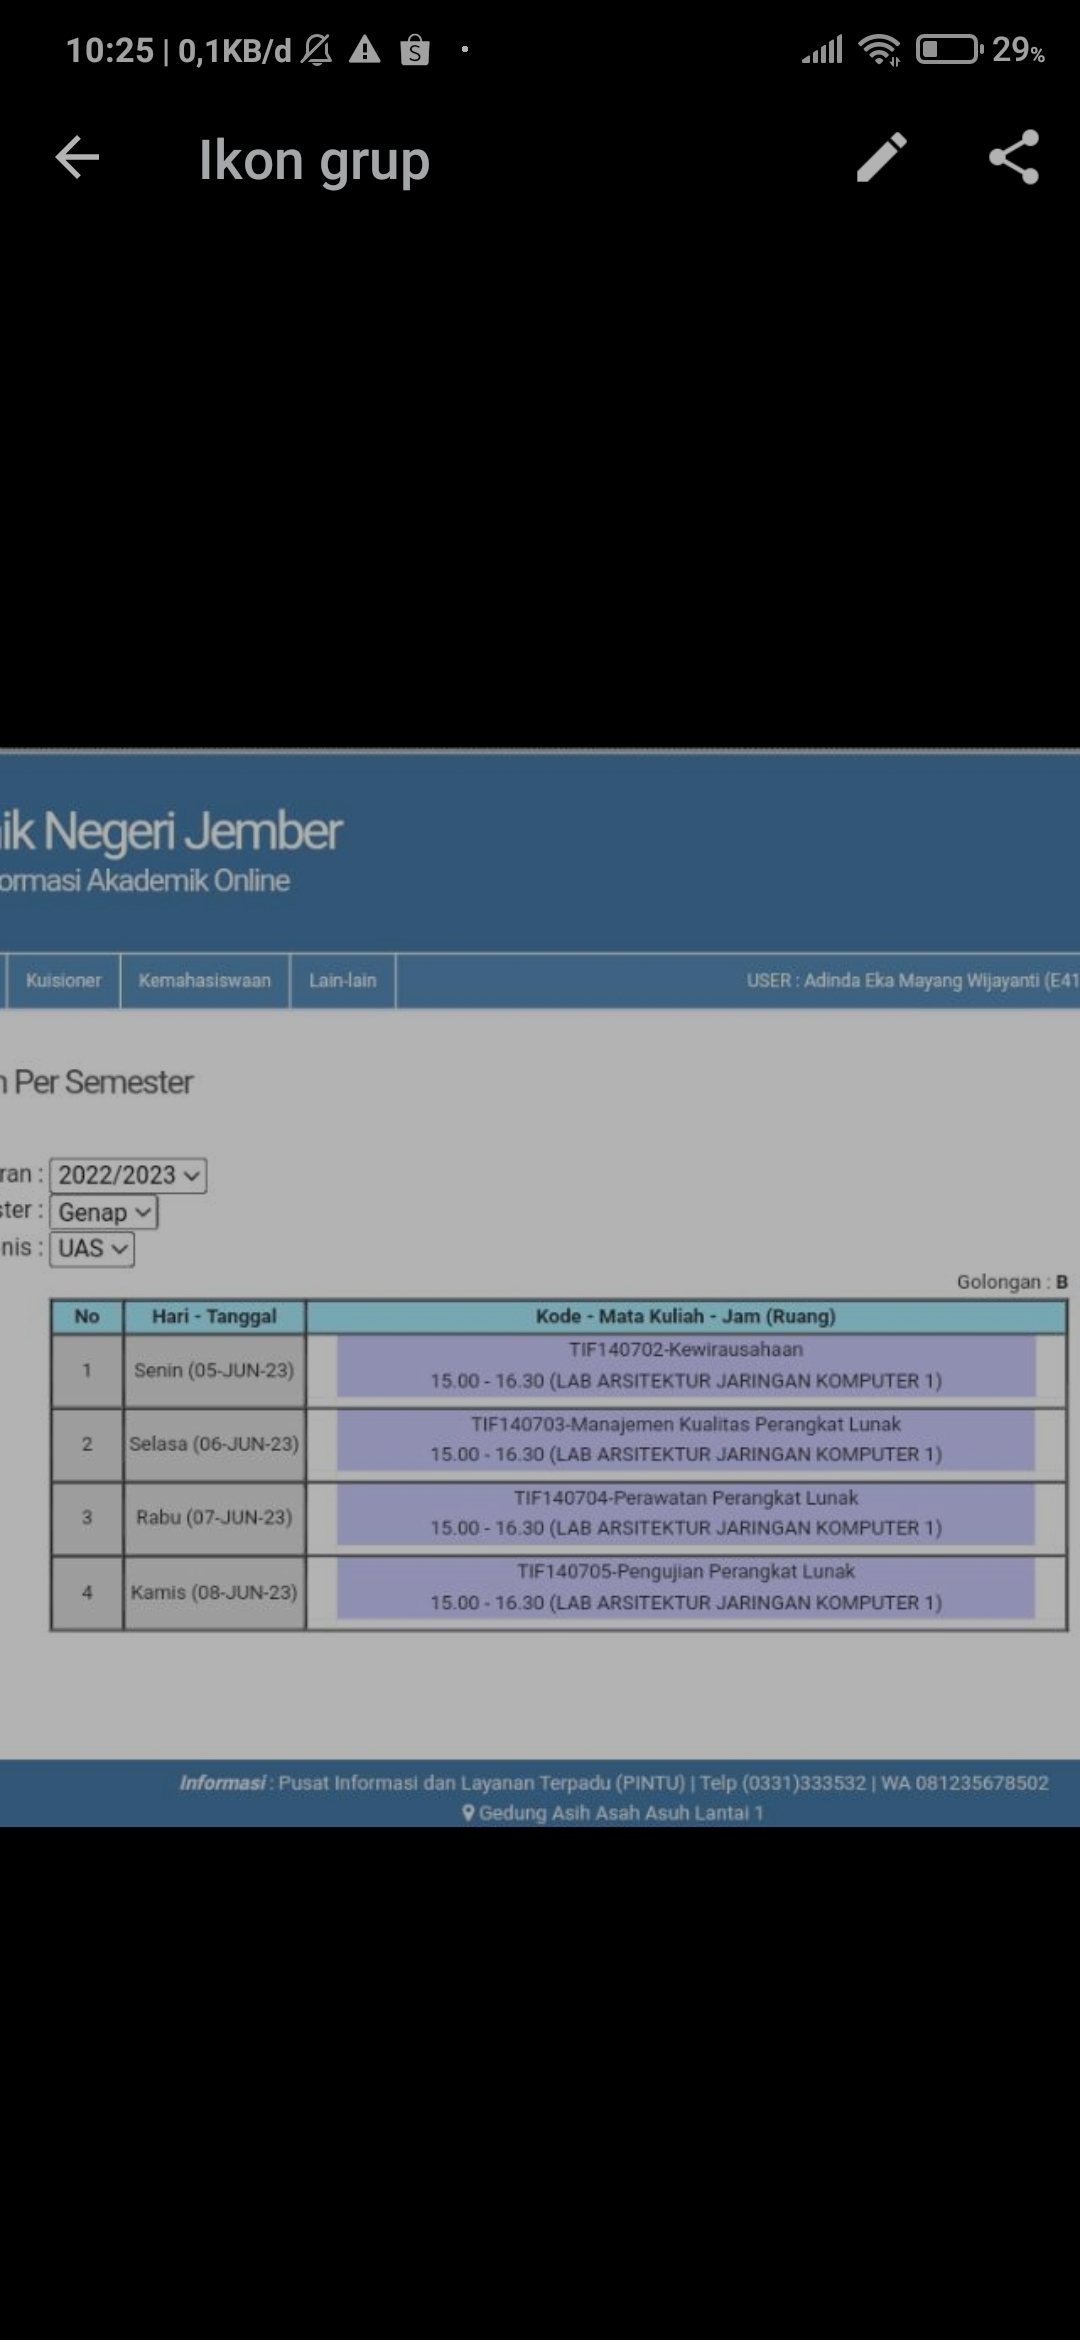 10:25 | 0,1KB/d 29%
Ikon grup
ik Negeri Jember
ormasi Akademik Online
Kuisioner Kemahasiswaan Lain-lain USER : Adinda Eka Mayang Wijayanti (E41
n Per Semester
ran : 2022/2023
ster : Genap
nis : UAS
Golongan : B
No Hari - Tanggal Kode - Mata Kuliah - Jam (Ruang)
1 Senin (05-JUN-23) TIF140702-Kewirausahaan
15.00 - 16.30 (LAB ARSITEKTUR JARINGAN KOMPUTER 1)
2 Selasa (06-JUN-23) TIF140703-Manajemen Kualitas Perangkat Lunak
15.00 - 16.30 (LAB ARSITEKTUR JARINGAN KOMPUTER 1)
3 Rabu (07-JUN-23) TIF140704-Perawatan Perangkat Lunak
15.00 - 16.30 (LAB ARSITEKTUR JARINGAN KOMPUTER 1)
4 Kamis (08-JUN-23) TIF140705-Pengujian Perangkat Lunak
15.00 - 16.30 (LAB ARSITEKTUR JARINGAN KOMPUTER 1)
Informasi : Pusat Informasi dan Layanan Terpadu (PINTU) | Telp (0331)333532 | WA 081235678502
Gedung Asih Asah Asuh Lantai 1